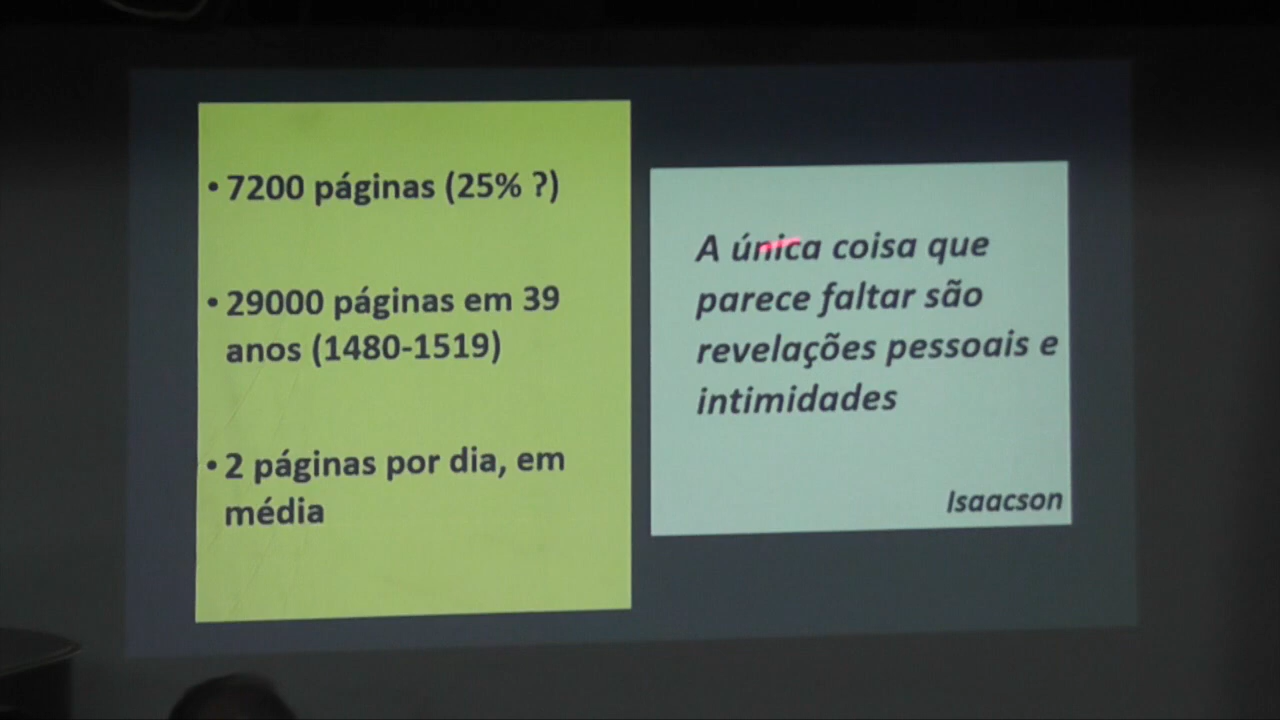 • 7200 páginas (25% ?)
• 29000 páginas em 39
anos (1480-1519)
• 2 páginas por dia, em
média
A única coisa que
parece faltar são
revelações pessoais e
intimidades
Isaacson